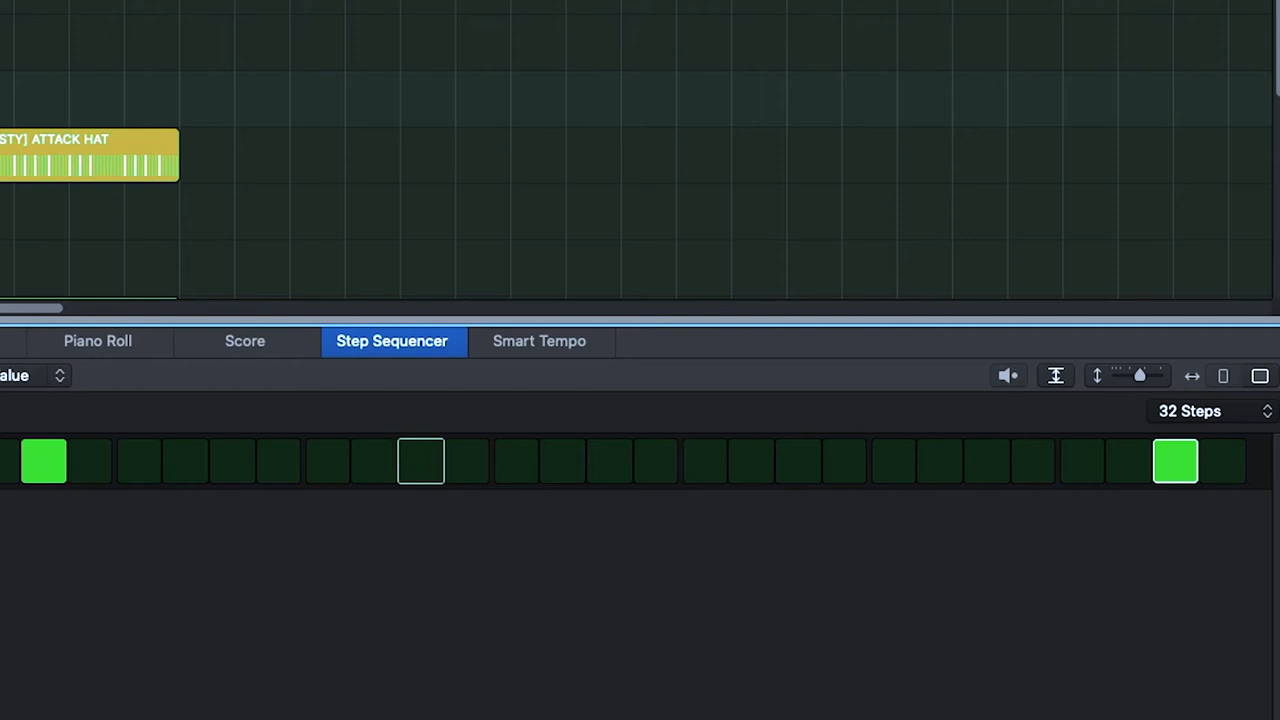 STY] ATTACK HAT
Piano Roll
Score
Step Sequencer
Smart Tempo
alue
32 Steps